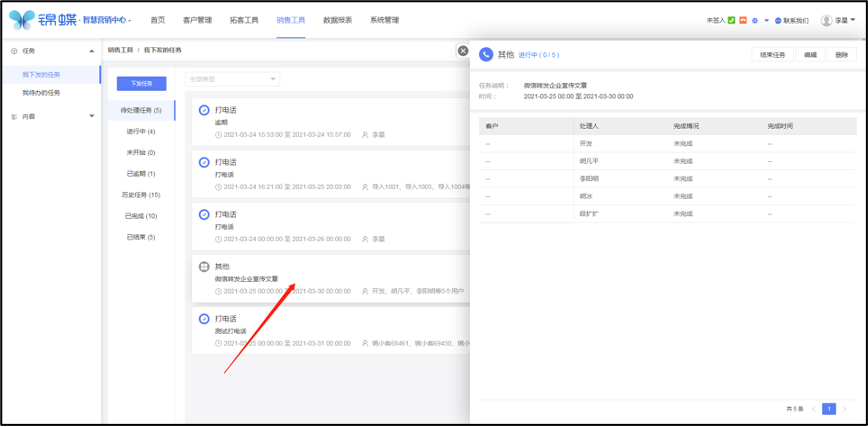 锦蝶 · 智慧营销中心 · 首页 客户管理 拓客工具 销售工具 数据报表 系统管理 未签入 联系我们 李星
任务
我下发的任务
我待办的任务
内容
销售工具 / 我下发的任务
下发任务
待处理任务 (5)
进行中 (4)
未开始 (0)
已逾期 (1)
历史任务 (15)
已完成 (10)
已结束 (5)
全部类型
打电话
逾期
2021-03-24 15:53:00 至 2021-03-24 15:57:00 李星
打电话
打电话
2021-03-24 16:21:00 至 2021-03-25 20:03:00 导入1001、导入1003、导入1004等
打电话
打电话
2021-03-24 00:00:00 至 2021-03-26 00:00:00 李星
其他
微信转发企业宣传文章
2021-03-25 00:00:00 至 2021-03-30 00:00:00 开发、胡凡平、李阳明等5个用户
打电话
测试打电话
2021-03-25 00:00:00 至 2021-03-31 00:00:00 锦小客68461、锦小客69450、锦小
其他 进行中 ( 0 / 5 ) 结束任务 编辑 删除
任务说明： 微信转发企业宣传文章
时间： 2021-03-25 00:00 至 2021-03-30 00:00
客户 处理人 完成情况 完成时间
-- 开发 未完成 --
-- 胡凡平 未完成 --
-- 李阳明 未完成 --
-- 胡冰 未完成 --
-- 段扩扩 未完成 --
共 5 条 < 1 >